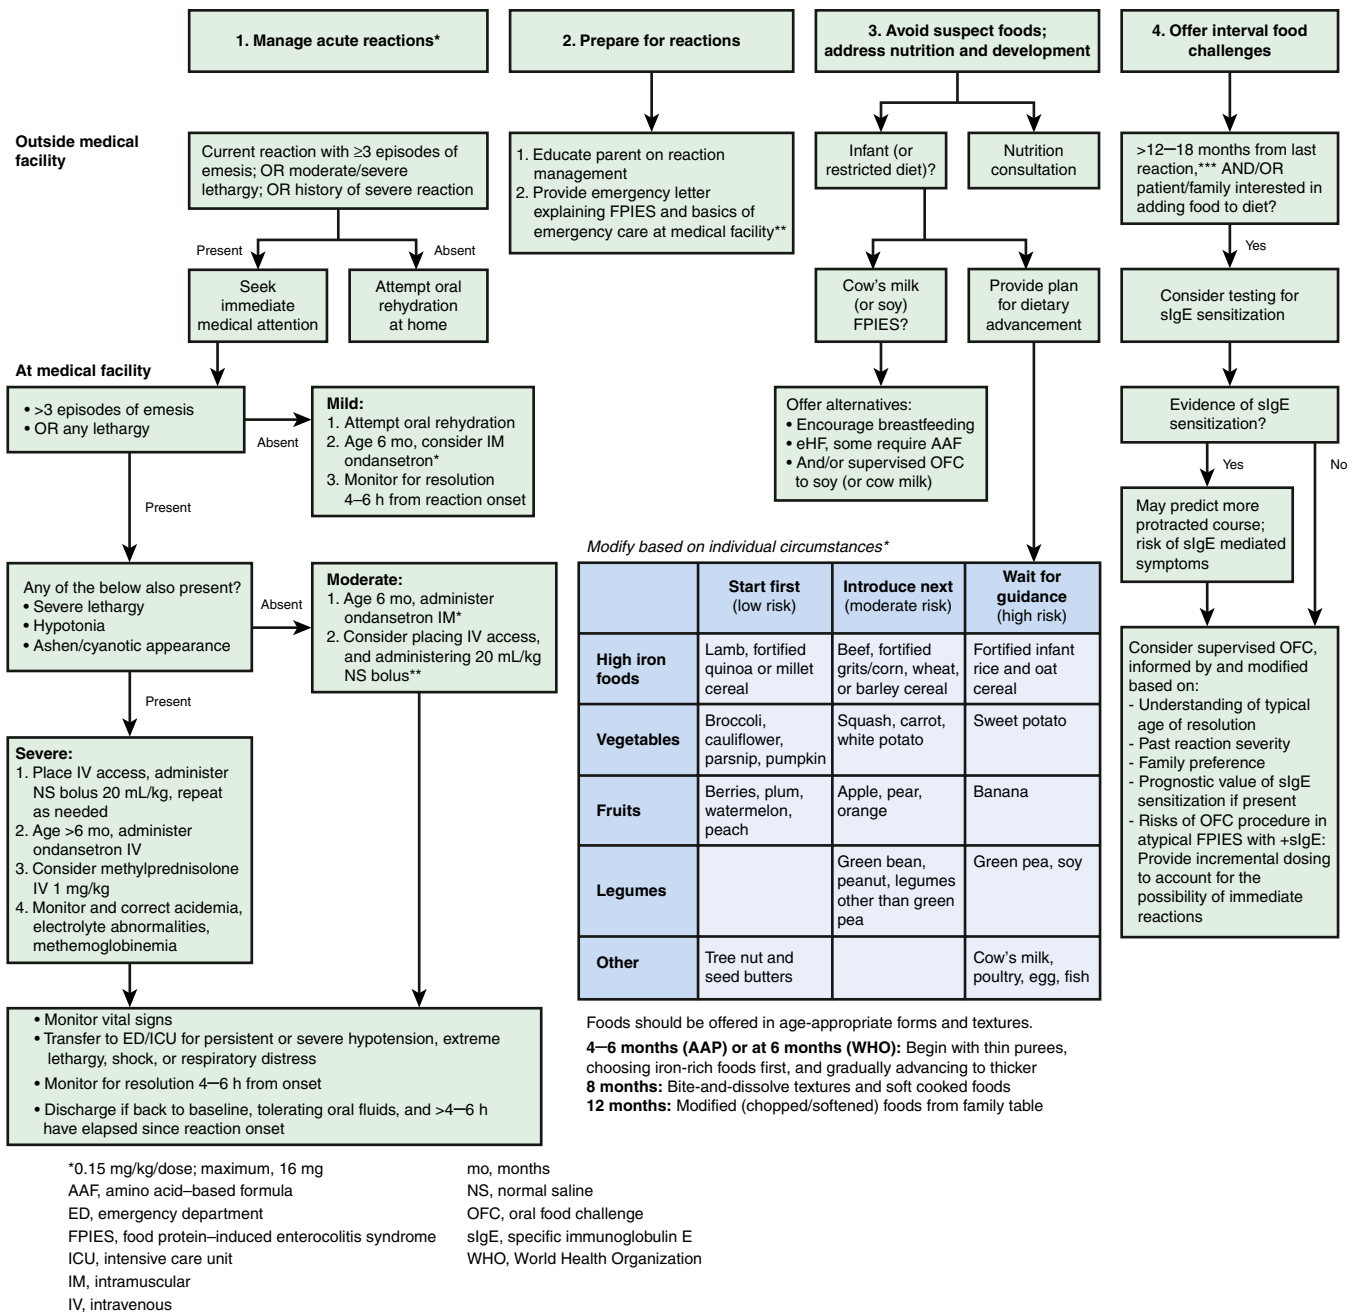 1. Manage acute reactions*
Outside medical
facility
Current reaction with ≥3 episodes of
emesis; OR moderate/severe
lethargy; OR history of severe reaction
Present
Absent
Seek
immediate
medical attention
Attempt oral
rehydration
at home
At medical facility
• >3 episodes of emesis
• OR any lethargy
Absent
Mild:
1. Attempt oral rehydration
2. Age 6 mo, consider IM
ondansetron*
3. Monitor for resolution
4–6 h from reaction onset
Present
Any of the below also present?
• Severe lethargy
• Hypotonia
• Ashen/cyanotic appearance
Absent
Moderate:
1. Age 6 mo, administer
ondansetron IM*
2. Consider placing IV access,
and administering 20 mL/kg
NS bolus**
Present
Severe:
1. Place IV access, administer
NS bolus 20 mL/kg, repeat
as needed
2. Age >6 mo, administer
ondansetron IV
3. Consider methylprednisolone
IV 1 mg/kg
4. Monitor and correct acidemia,
electrolyte abnormalities,
methemoglobinemia
• Monitor vital signs
• Transfer to ED/ICU for persistent or severe hypotension, extreme
lethargy, shock, or respiratory distress
• Monitor for resolution 4–6 h from onset
• Discharge if back to baseline, tolerating oral fluids, and >4–6 h
have elapsed since reaction onset
2. Prepare for reactions
1. Educate parent on reaction
management
2. Provide emergency letter
explaining FPIES and basics of
emergency care at medical facility**
3. Avoid suspect foods;
address nutrition and development
Infant (or
restricted diet)?
Nutrition
consultation
Cow's milk
(or soy)
FPIES?
Provide plan
for dietary
advancement
Offer alternatives:
• Encourage breastfeeding
• eHF, some require AAF
• And/or supervised OFC
to soy (or cow milk)
Modify based on individual circumstances*
Start first
(low risk)
Introduce next
(moderate risk)
Wait for
guidance
(high risk)
High iron
foods
Lamb, fortified
quinoa or millet
cereal
Beef, fortified
grits/corn, wheat,
or barley cereal
Fortified infant
rice and oat
cereal
Vegetables
Broccoli,
cauliflower,
parsnip, pumpkin
Squash, carrot,
white potato
Sweet potato
Fruits
Berries, plum,
watermelon,
peach
Apple, pear,
orange
Banana
Legumes
Green bean,
peanut, legumes
other than green
pea
Green pea, soy
Other
Tree nut and
seed butters
Cow's milk,
poultry, egg, fish
Foods should be offered in age-appropriate forms and textures.
4–6 months (AAP) or at 6 months (WHO): Begin with thin purees,
choosing iron-rich foods first, and gradually advancing to thicker
8 months: Bite-and-dissolve textures and soft cooked foods
12 months: Modified (chopped/softened) foods from family table
4. Offer interval food
challenges
>12–18 months from last
reaction,*** AND/OR
patient/family interested in
adding food to diet?
Yes
Consider testing for
sIgE sensitization
Evidence of sIgE
sensitization?
Yes
No
May predict more
protracted course;
risk of sIgE mediated
symptoms
Consider supervised OFC,
informed by and modified
based on:
- Understanding of typical
age of resolution
- Past reaction severity
- Family preference
- Prognostic value of sIgE
sensitization if present
- Risks of OFC procedure in
atypical FPIES with +sIgE:
Provide incremental dosing
to account for the
possibility of immediate
reactions
*0.15 mg/kg/dose; maximum, 16 mg
AAF, amino acid–based formula
ED, emergency department
FPIES, food protein–induced enterocolitis syndrome
ICU, intensive care unit
IM, intramuscular
IV, intravenous
mo, months
NS, normal saline
OFC, oral food challenge
sIgE, specific immunoglobulin E
WHO, World Health Organization